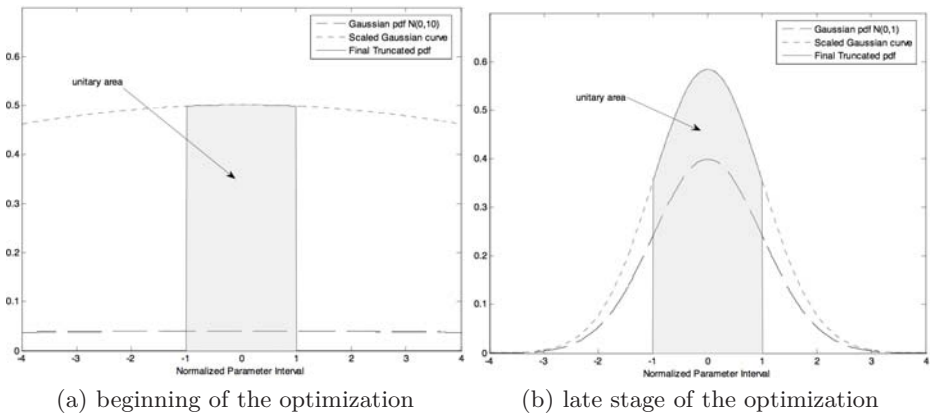 Gaussian pdf N(0,10)
Scaled Gaussian curve
Final Truncated pdf
unitary area
0.6
0.5
0.4
0.3
0.2
0.1
0
-4 -3 -2 -1 0 1 2 3 4
Normalized Parameter Interval
(a) beginning of the optimization
Gaussian pdf N(0,1)
Scaled Gaussian curve
Final Truncated pdf
unitary area
0.6
0.5
0.4
0.3
0.2
0.1
0
-4 -3 -2 -1 0 1 2 3 4
Normalized Parameter Interval
(b) late stage of the optimization